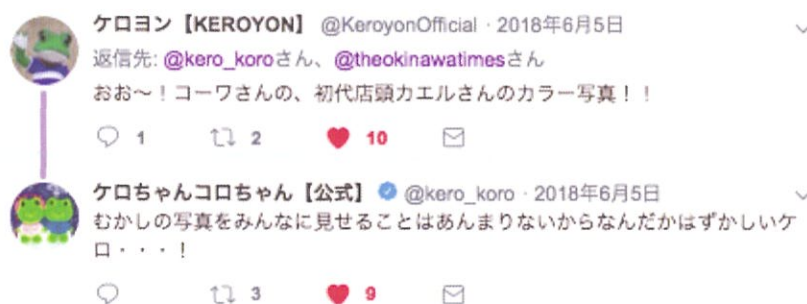 ケロヨン【KEROYON】 @KeroyonOfficial · 2018年6月5日
返信先: @kero_koroさん、@theokinawatimesさん
おお〜！コーワさんの、初代店頭カエルさんのカラー写真！！
1 2 10
ケロちゃんコロちゃん【公式】 @kero_koro · 2018年6月5日
むかしの写真をみんなに見せることはあんまりないからなんだかはずかしいケ
ロ・・・！
3 9